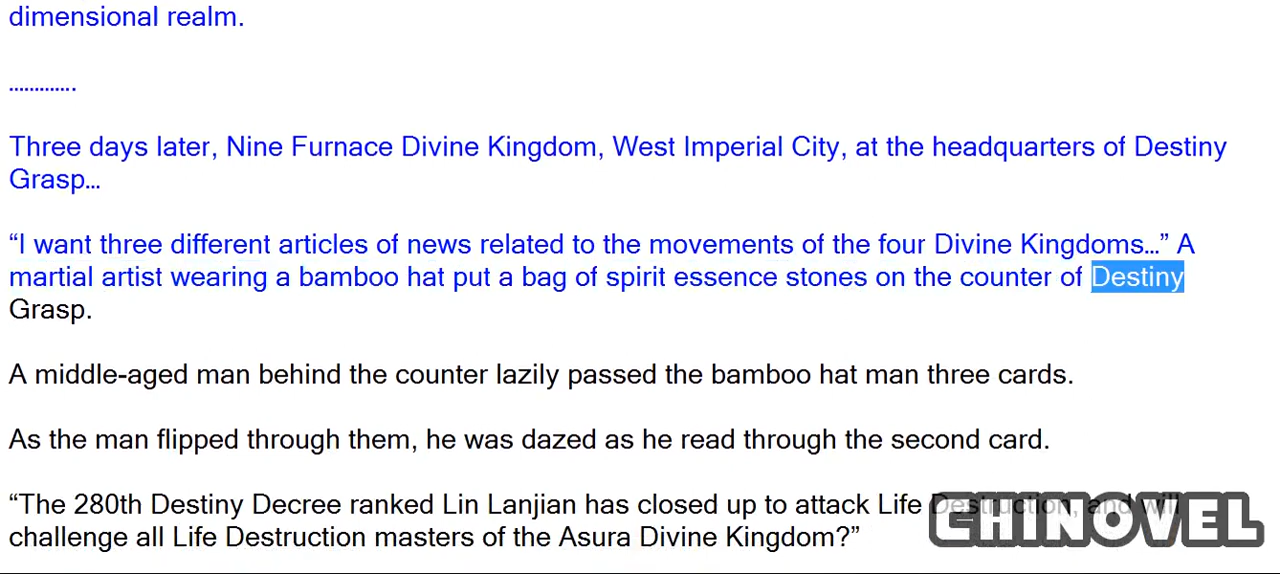 dimensional realm.
………….
Three days later, Nine Furnace Divine Kingdom, West Imperial City, at the headquarters of Destiny
Grasp…
“I want three different articles of news related to the movements of the four Divine Kingdoms…” A
martial artist wearing a bamboo hat put a bag of spirit essence stones on the counter of Destiny
Grasp.
A middle-aged man behind the counter lazily passed the bamboo hat man three cards.
As the man flipped through them, he was dazed as he read through the second card.
“The 280th Destiny Decree ranked Lin Lanjian has closed up to attack Life Destruction, and will
challenge all Life Destruction masters of the Asura Divine Kingdom?”
CHINOVEL